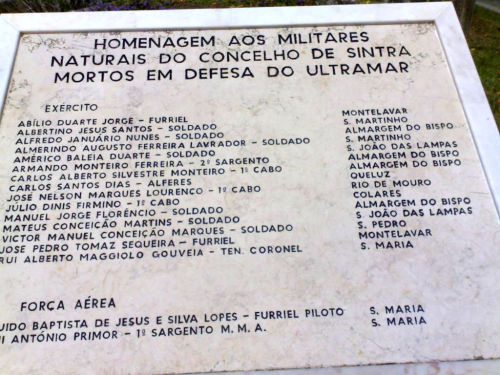 HOMENAGEM AOS MILITARES
NATURAIS DO CONCELHO DE SINTRA
MORTOS EM DEFESA DO ULTRAMAR
EXÉRCITO
ABÍLIO DUARTE JORGE - FURRIEL MONTELAVAR
ALBERTINO JESUS SANTOS - SOLDADO S. MARTINHO
ALFREDO JANUÁRIO NUNES - SOLDADO ALMARGEM DO BISPO
ALMERINDO AUGUSTO FERREIRA LAVRADOR - SOLDADO S. MARTINHO
AMÉRICO BALEIA DUARTE - SOLDADO S. JOÃO DAS LAMPAS
ARMANDO MONTEIRO FERREIRA - 2º SARGENTO ALMARGEM DO BISPO
CARLOS ALBERTO SILVESTRE MONTEIRO - 1º CABO ALMARGEM DO BISPO
CARLOS SANTOS DIAS - ALFERES QUELUZ
JOSE NELSON MARQUES LOURENÇO - 1º CABO RIO DE MOURO
JÚLIO DINIS FIRMINO - 1º CABO COLARES
MANUEL JORGE FLORÊNCIO - SOLDADO ALMARGEM DO BISPO
MATEUS CONCEIÇÃO MARTINS - SOLDADO S. JOÃO DAS LAMPAS
VICTOR MANUEL CONCEIÇÃO MARQUES - SOLDADO S. PEDRO
JOSE PEDRO TOMAZ SEQUEIRA - FURRIEL MONTELAVAR
RUI ALBERTO MAGGIOLO GOUVEIA - TEN. CORONEL S. MARIA
FORÇA AÉREA
UIDO BAPTISTA DE JESUS E SILVA LOPES - FURRIEL PILOTO S. MARIA
UI ANTÓNIO PRIMOR - 1º SARGENTO M. M. A. S. MARIA